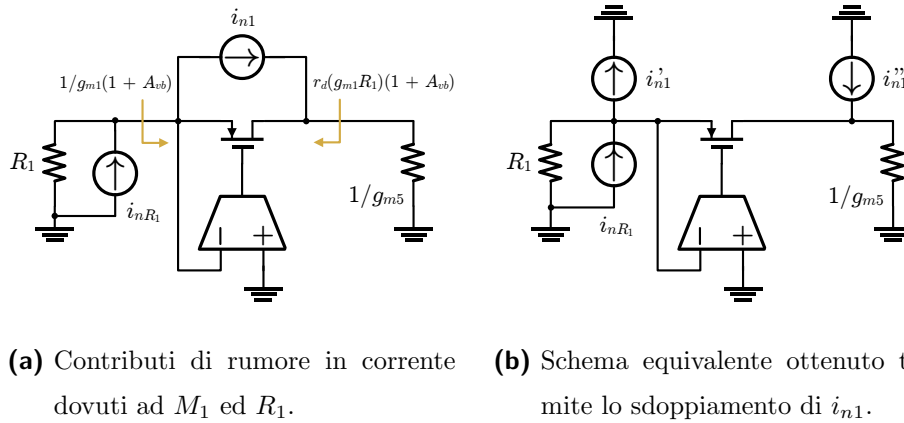 i_{n1}
1/g_{m1}(1 + A_{vb})
r_d(g_{m1}R_1)(1 + A_{vb})
R_1
i_{nR_1}
1/g_{m5}
i'_{n1}
i''_{n1}
R_1
i_{nR_1}
1/g_{m5}
(a) Contributi di rumore in corrente
dovuti ad M_1 ed R_1.
(b) Schema equivalente ottenuto t
mite lo sdoppiamento di i_{n1}.